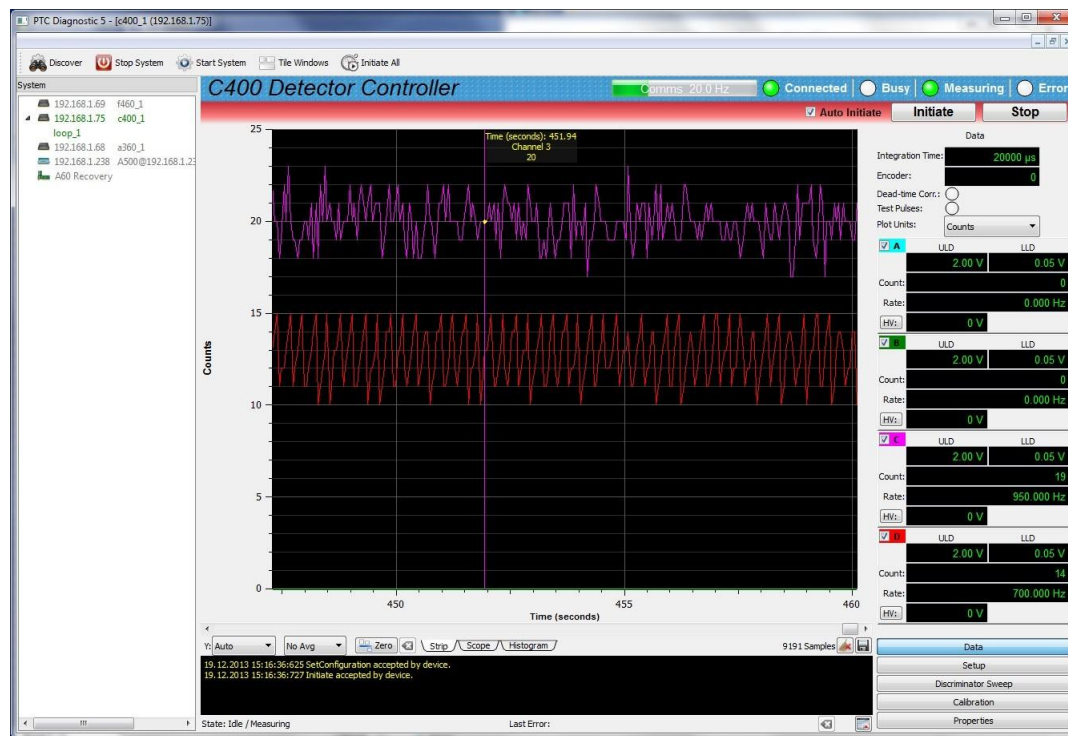 PTC Diagnostic 5 - [c400_1 (192.168.1.75)]
Discover Stop System Start System Tile Windows Initiate All
System
192.168.1.69 f460_1
192.168.1.75 c400_1
loop_1
192.168.1.68 a360_1
192.168.1.238 A500@192.168.1.23
A60 Recovery
C400 Detector Controller
Comms 20.0 Hz Connected Busy Measuring Error
Auto Initiate Initiate Stop
25
20
15
10
5
0
Counts
Time (seconds): 451.94
Channel 3
20
450 455 460
Time (seconds)
Data
Integration Time: 20000 µs
Encoder: 0
Dead-time Corr.:
Test Pulses:
Plot Units: Counts
A ULD LLD
2.00 V 0.05 V
Count: 0
Rate: 0.000 Hz
HV: 0 V
B ULD LLD
2.00 V 0.05 V
Count: 0
Rate: 0.000 Hz
HV: 0 V
C ULD LLD
2.00 V 0.05 V
Count: 19
Rate: 950.000 Hz
HV: 0 V
D ULD LLD
2.00 V 0.05 V
Count: 14
Rate: 700.000 Hz
HV: 0 V
Y: Auto No Avg Zero Strip Scope Histogram 9191 Samples
19.12.2013 15:16:36:625 SetConfiguration accepted by device.
19.12.2013 15:16:36:727 Initiate accepted by device.
Data
Setup
Discriminator Sweep
Calibration
Properties
State: Idle / Measuring Last Error: